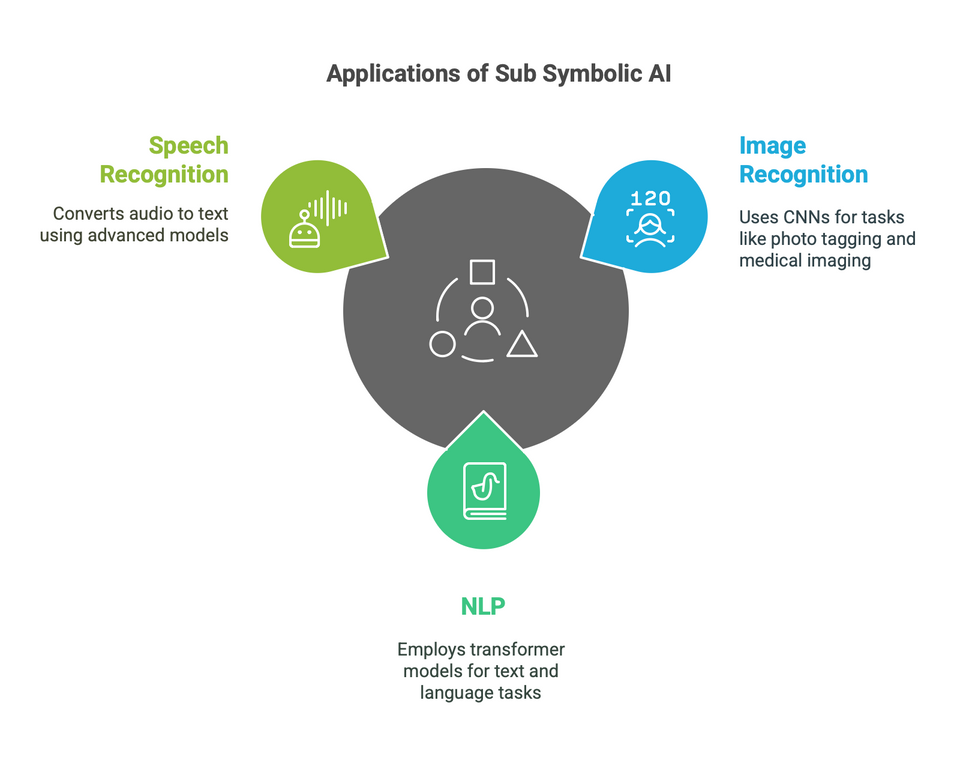 Applications of Sub Symbolic AI
Speech
Recognition
Converts audio to text
using advanced models
120
Image
Recognition
Uses CNNs for tasks
like photo tagging and
medical imaging
NLP
Employs transformer
models for text and
language tasks